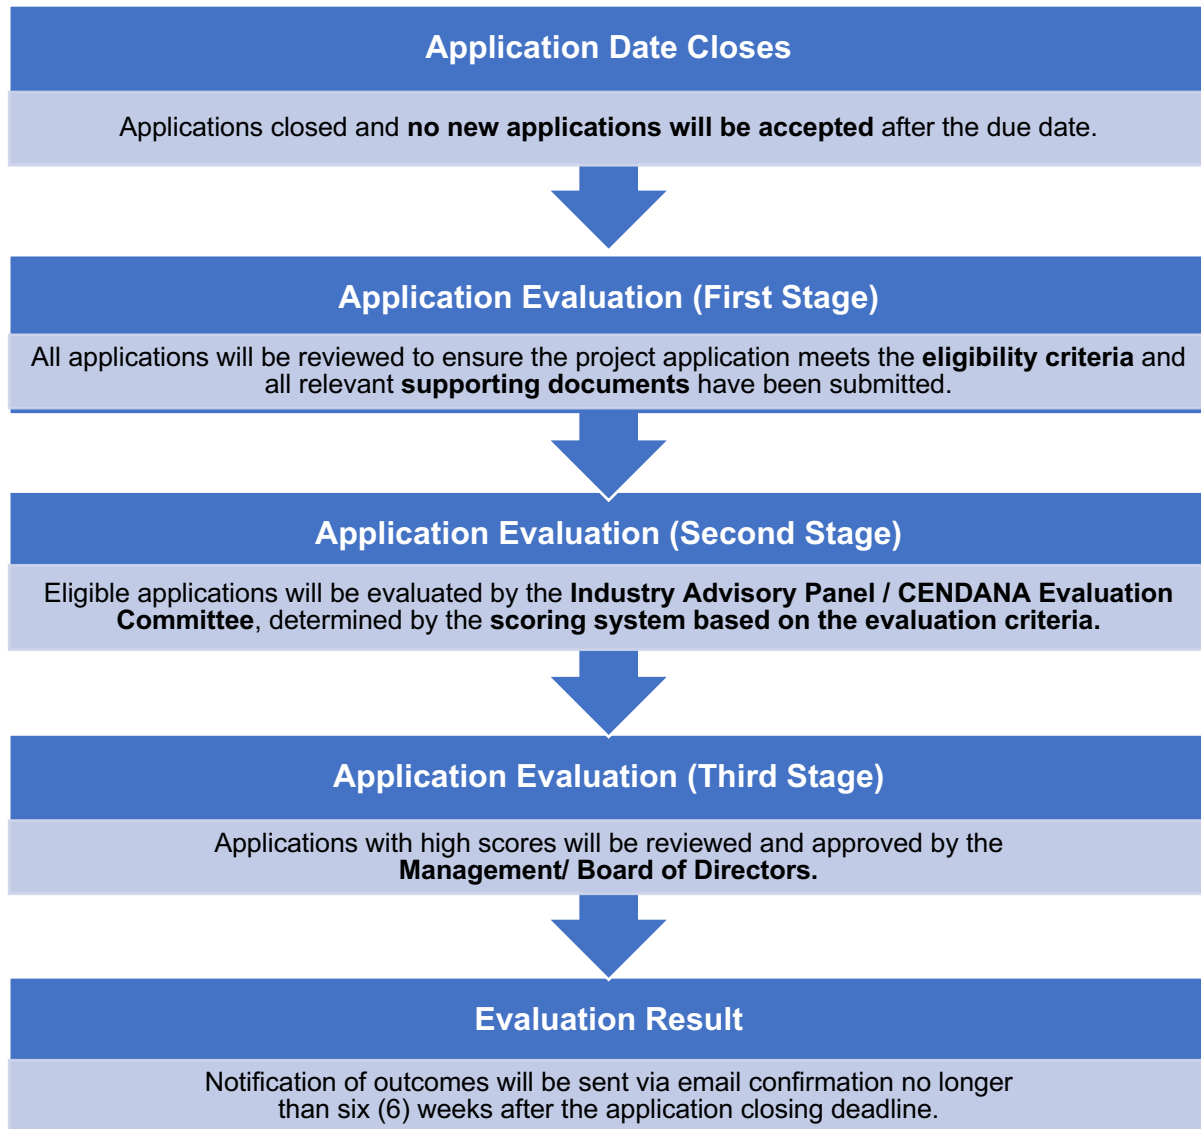 Application Date Closes
Applications closed and no new applications will be accepted after the due date.
Application Evaluation (First Stage)
All applications will be reviewed to ensure the project application meets the eligibility criteria and
all relevant supporting documents have been submitted.
Application Evaluation (Second Stage)
Eligible applications will be evaluated by the Industry Advisory Panel / CENDANA Evaluation
Committee, determined by the scoring system based on the evaluation criteria.
Application Evaluation (Third Stage)
Applications with high scores will be reviewed and approved by the
Management/ Board of Directors.
Evaluation Result
Notification of outcomes will be sent via email confirmation no longer
than six (6) weeks after the application closing deadline.